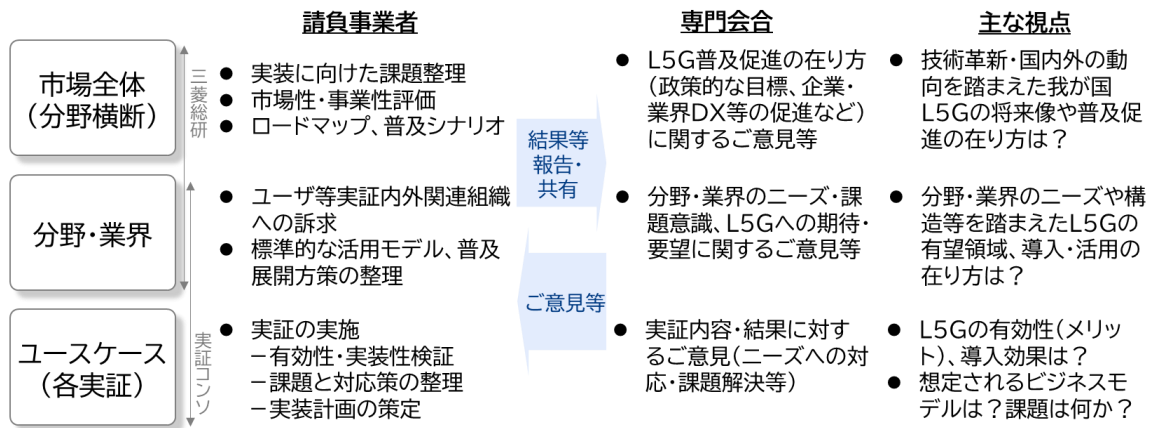 請負事業者
専門会合
主な視点
市場全体
（分野横断）
三菱総研
● 実装に向けた課題整理
● 市場性・事業性評価
● ロードマップ、普及シナリオ
結果等
報告・
共有
● L5G普及促進の在り方
（政策的な目標、企業・
業界DX等の促進など）
に関するご意見等
● 技術革新・国内外の動
向を踏まえた我が国
L5Gの将来像や普及促
進の在り方は？
分野・業界
● ユーザ等実証内外関連組織
への訴求
● 標準的な活用モデル、普及
展開方策の整理
● 分野・業界のニーズ・課
題意識、L5Gへの期待・
要望に関するご意見等
● 分野・業界のニーズや構
造等を踏まえたL5Gの
有望領域、導入・活用の
在り方は？
ご意見等
ユースケース
（各実証）
実証コンソ
● 実証の実施
－有効性・実装性検証
－課題と対応策の整理
－実装計画の策定
● 実証内容・結果に対す
るご意見（ニーズへの対
応・課題解決等）
● L5Gの有効性（メリッ
ト）、導入効果は？
● 想定されるビジネスモ
デルは？課題は何か？